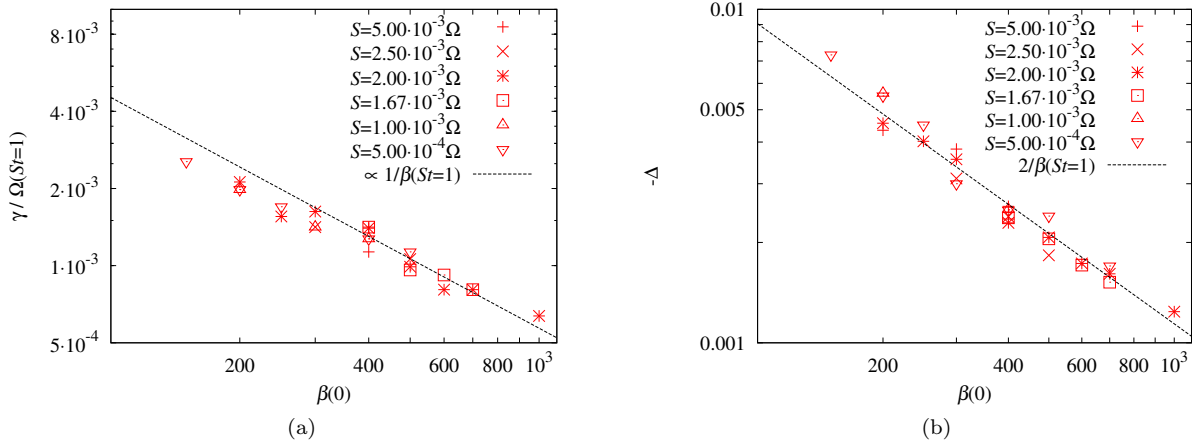 8·10⁻³
4·10⁻³
2·10⁻³
1·10⁻³
5·10⁻⁴
γ / Ω(St=1)
S=5.00·10⁻³Ω
S=2.50·10⁻³Ω
S=2.00·10⁻³Ω
S=1.67·10⁻³Ω
S=1.00·10⁻³Ω
S=5.00·10⁻⁴Ω
∝ 1/β(St=1)
200 400 600 800 10³
β(0)
(a)
0.01
0.005
0.001
-Δ
S=5.00·10⁻³Ω
S=2.50·10⁻³Ω
S=2.00·10⁻³Ω
S=1.67·10⁻³Ω
S=1.00·10⁻³Ω
S=5.00·10⁻⁴Ω
2/β(St=1)
200 400 600 800 10³
β(0)
(b)